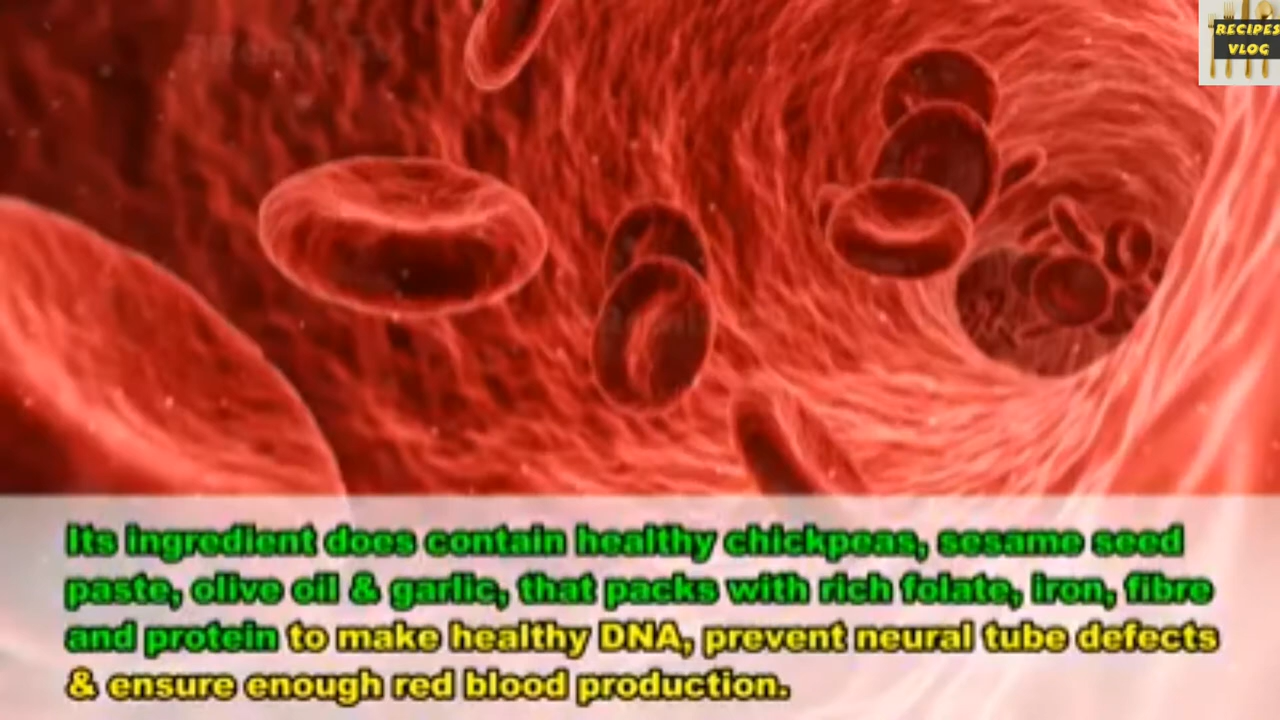 RECIPES
VLOG
Its ingredient does contain healthy chickpeas, sesame seed
paste, olive oil & garlic, that packs with rich folate, iron, fibre
and protein to make healthy DNA, prevent neural tube defects
& ensure enough red blood production.